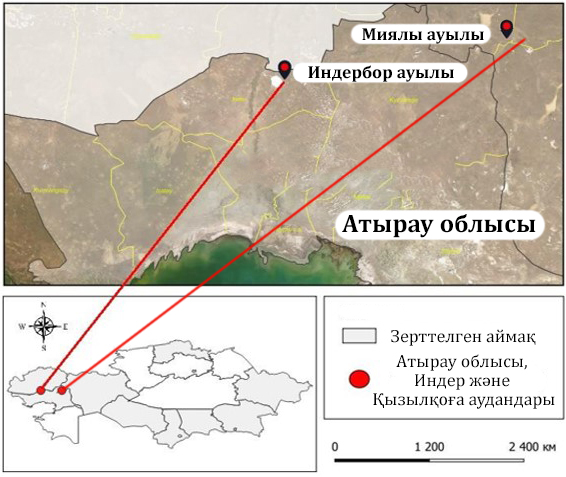 Миялы ауылы
Индербор ауылы
Атырау облысы
N
W E
S
Зерттелген аймақ
Атырау облысы,
Индер және
Қызылқоға аудандары
0 1 200 2 400 км